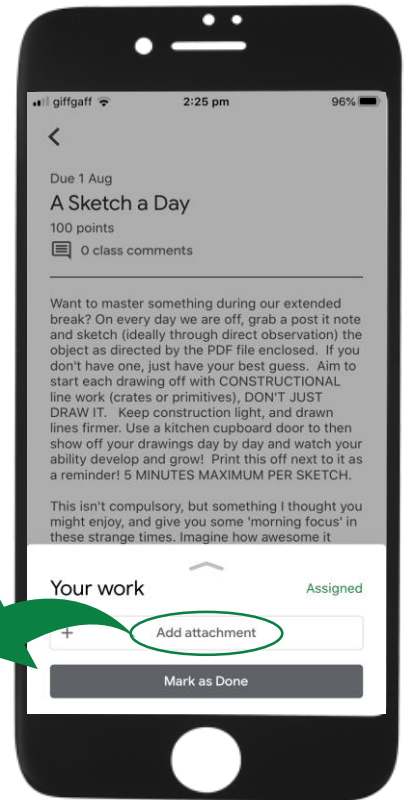 giffgaff 2:25 pm 96%
Due 1 Aug
A Sketch a Day
100 points
0 class comments
Want to master something during our extended
break? On every day we are off, grab a post it note
and sketch (ideally through direct observation) the
object as directed by the PDF file enclosed. If you
don't have one, just have your best guess. Aim to
start each drawing off with CONSTRUCTIONAL
line work (crates or primitives), DON'T JUST
DRAW IT. Keep construction light, and drawn
lines firmer. Use a kitchen cupboard door to then
show off your drawings day by day and watch your
ability develop and grow! Print this off next to it as
a reminder! 5 MINUTES MAXIMUM PER SKETCH.
This isn't compulsory, but something I thought you
might enjoy, and give you some 'morning focus' in
these strange times. Imagine how awesome it
Your work Assigned
+ Add attachment
Mark as Done